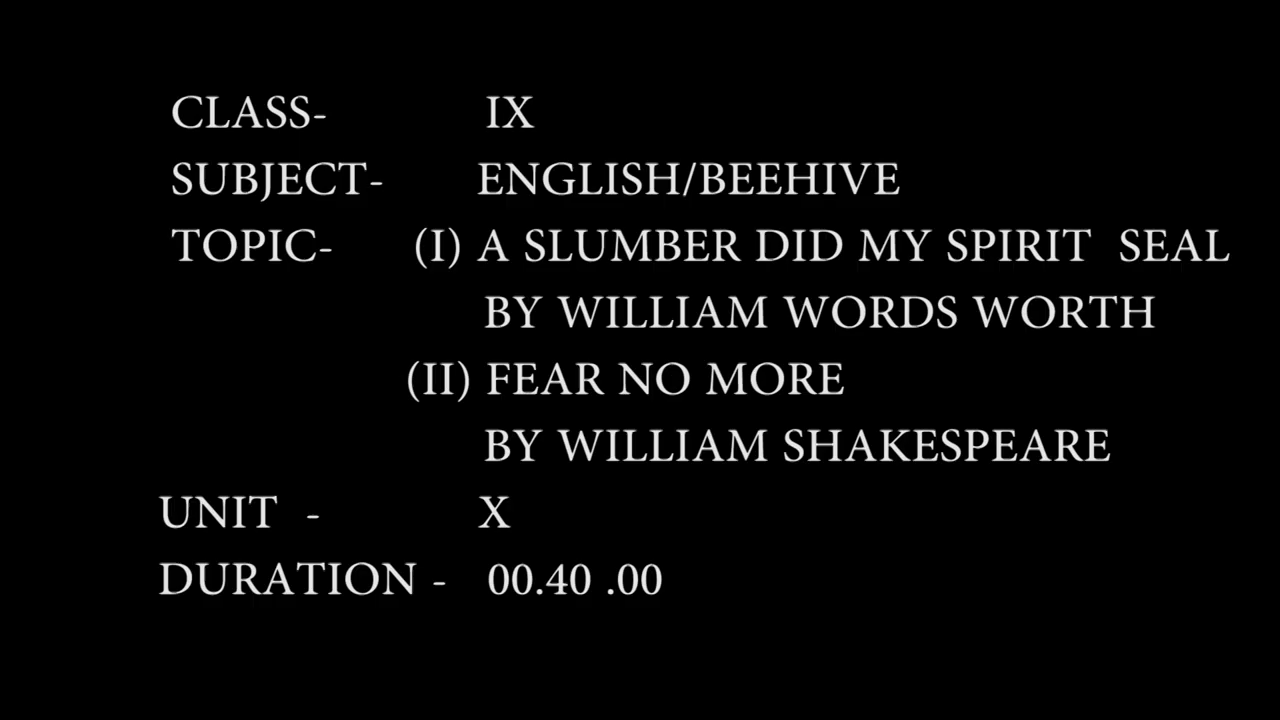 CLASS- IX
SUBJECT- ENGLISH/BEEHIVE
TOPIC- (I) A SLUMBER DID MY SPIRIT SEAL
BY WILLIAM WORDS WORTH
(II) FEAR NO MORE
BY WILLIAM SHAKESPEARE
UNIT - X
DURATION - 00.40 .00